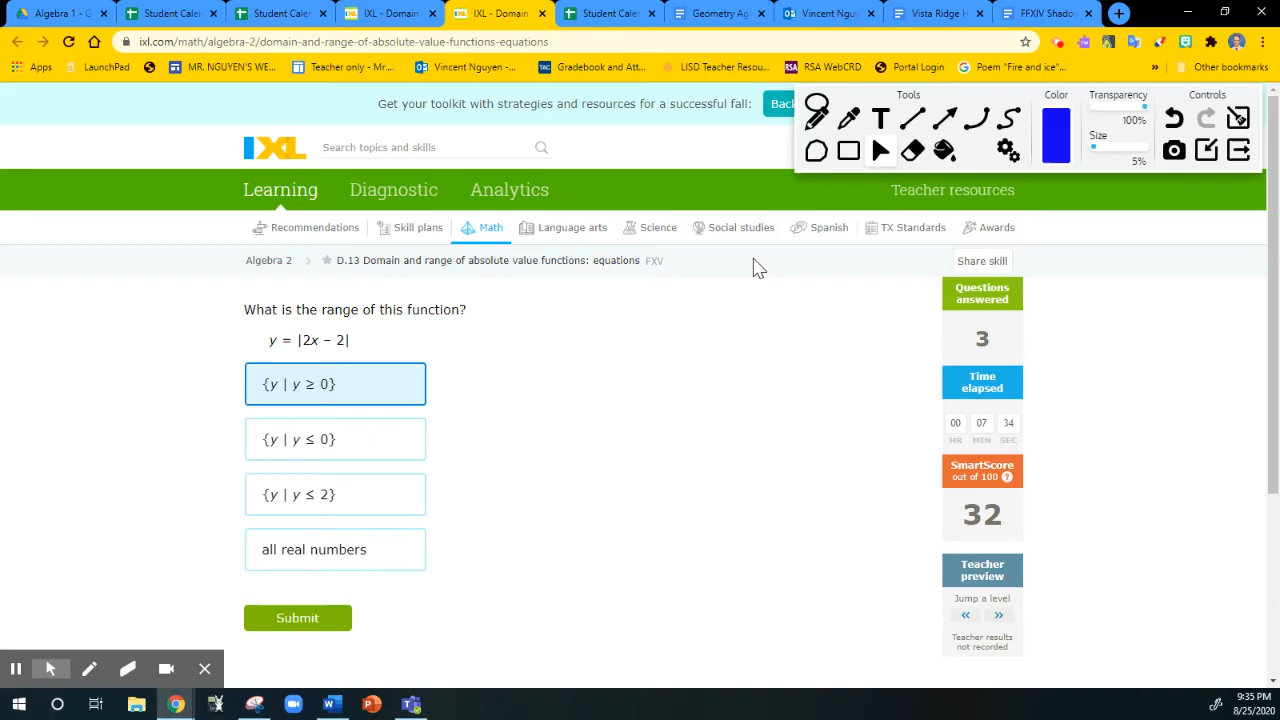 Algebra 1 - G
Student Caler
Student Caler
IXL - Domain
IXL - Domain
Student Caler
Geometry Ag
Vincent Nguy
Vista Ridge H
FFXIV Shado
ixl.com/math/algebra-2/domain-and-range-of-absolute-value-functions-equations
Apps
LaunchPad
MR. NGUYEN'S WE...
Teacher only - Mr....
Vincent Nguyen -...
TAC
Gradebook and Att...
LISD Teacher Resou...
RSA
RSA WebCRD
Portal Login
Poem "Fire and ice"...
»
Other bookmarks
Get your toolkit with strategies and resources for a successful fall:
Back
Tools
Color
Transparency
Controls
100%
Size
5%
IXL
Search topics and skills
Learning
Diagnostic
Analytics
Teacher resources
Recommendations
Skill plans
Math
Language arts
Science
Social studies
Spanish
TX Standards
Awards
Algebra 2 > D.13 Domain and range of absolute value functions: equations FXV
Share skill
What is the range of this function?
y = |2x − 2|
{y | y ≥ 0}
{y | y ≤ 0}
{y | y ≤ 2}
all real numbers
Submit
Questions
answered
3
Time
elapsed
00 07 34
HR MIN SEC
SmartScore
out of 100 ?
32
Teacher
preview
Jump a level
« »
Teacher results
not recorded
9:35 PM
8/25/2020